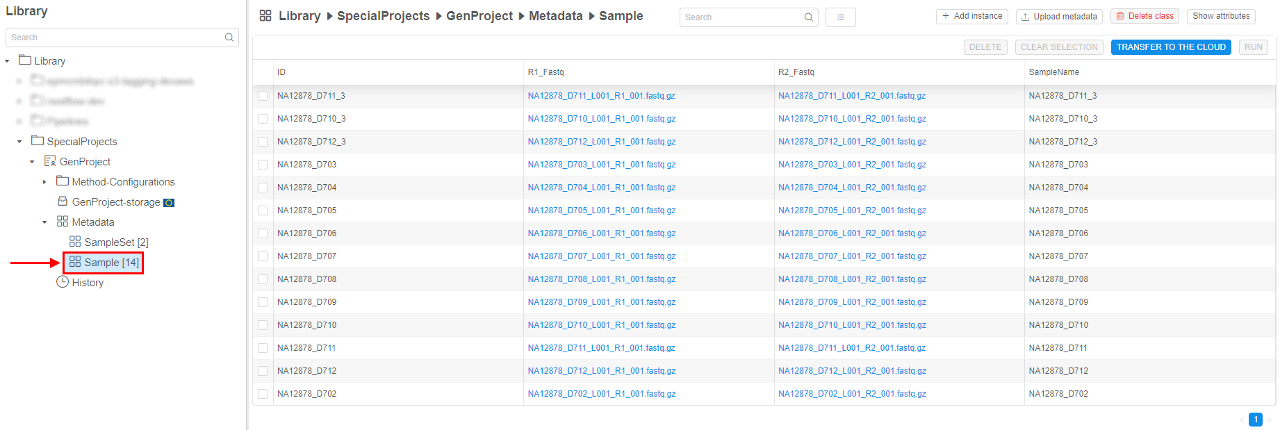 Library
Search
Library
SpecialProjects
GenProject
Method-Configurations
GenProject-storage
Metadata
SampleSet [2]
Sample [14]
History
Library SpecialProjects GenProject Metadata Sample
Search
+ Add instance
Upload metadata
Delete class
Show attributes
DELETE
CLEAR SELECTION
TRANSFER TO THE CLOUD
RUN
ID R1_Fastq R2_Fastq SampleName
NA12878_D711_3 NA12878_D711_L001_R1_001.fastq.gz NA12878_D711_L001_R2_001.fastq.gz NA12878_D711_3
NA12878_D710_3 NA12878_D710_L001_R1_001.fastq.gz NA12878_D710_L001_R2_001.fastq.gz NA12878_D710_3
NA12878_D712_3 NA12878_D712_L001_R1_001.fastq.gz NA12878_D712_L001_R2_001.fastq.gz NA12878_D712_3
NA12878_D703 NA12878_D703_L001_R1_001.fastq.gz NA12878_D703_L001_R2_001.fastq.gz NA12878_D703
NA12878_D704 NA12878_D704_L001_R1_001.fastq.gz NA12878_D704_L001_R2_001.fastq.gz NA12878_D704
NA12878_D705 NA12878_D705_L001_R1_001.fastq.gz NA12878_D705_L001_R2_001.fastq.gz NA12878_D705
NA12878_D706 NA12878_D706_L001_R1_001.fastq.gz NA12878_D706_L001_R2_001.fastq.gz NA12878_D706
NA12878_D707 NA12878_D707_L001_R1_001.fastq.gz NA12878_D707_L001_R2_001.fastq.gz NA12878_D707
NA12878_D708 NA12878_D708_L001_R1_001.fastq.gz NA12878_D708_L001_R2_001.fastq.gz NA12878_D708
NA12878_D709 NA12878_D709_L001_R1_001.fastq.gz NA12878_D709_L001_R2_001.fastq.gz NA12878_D709
NA12878_D710 NA12878_D710_L001_R1_001.fastq.gz NA12878_D710_L001_R2_001.fastq.gz NA12878_D710
NA12878_D711 NA12878_D711_L001_R1_001.fastq.gz NA12878_D711_L001_R2_001.fastq.gz NA12878_D711
NA12878_D712 NA12878_D712_L001_R1_001.fastq.gz NA12878_D712_L001_R2_001.fastq.gz NA12878_D712
NA12878_D702 NA12878_D702_L001_R1_001.fastq.gz NA12878_D702_L001_R2_001.fastq.gz NA12878_D702
1